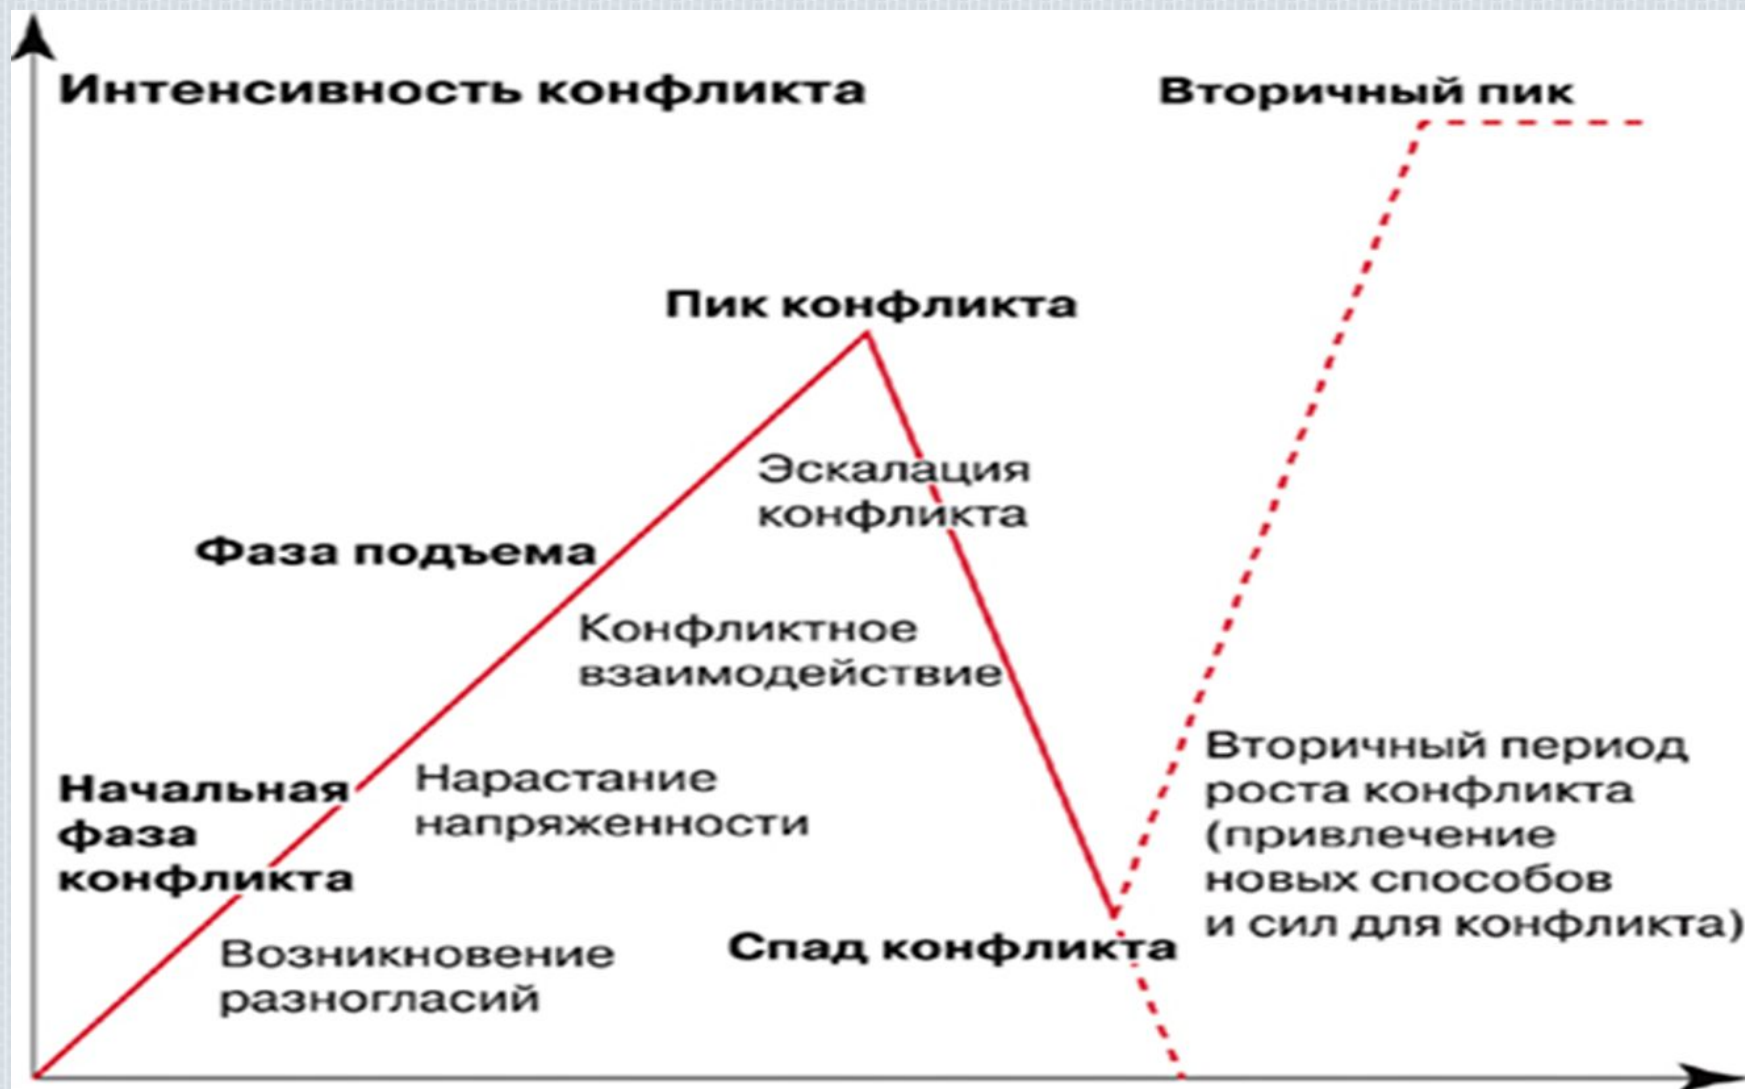 Интенсивность конфликта
Вторичный пик
Пик конфликта
Эскалация
конфликта
Фаза подъема
Конфликтное
взаимодействие
Начальная
фаза
конфликта
Нарастание
напряженности
Вторичный период
роста конфликта
(привлечение
новых способов
и сил для конфликта)
Возникновение
разногласий
Спад конфликта